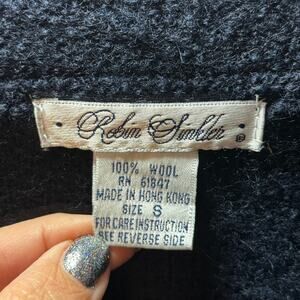 · Robin Sinkler · ®
100% WOOL
RN 61847
MADE IN HONG KONG
SIZE S
FOR CARE INSTRUCTION
SEE REVERSE SIDE